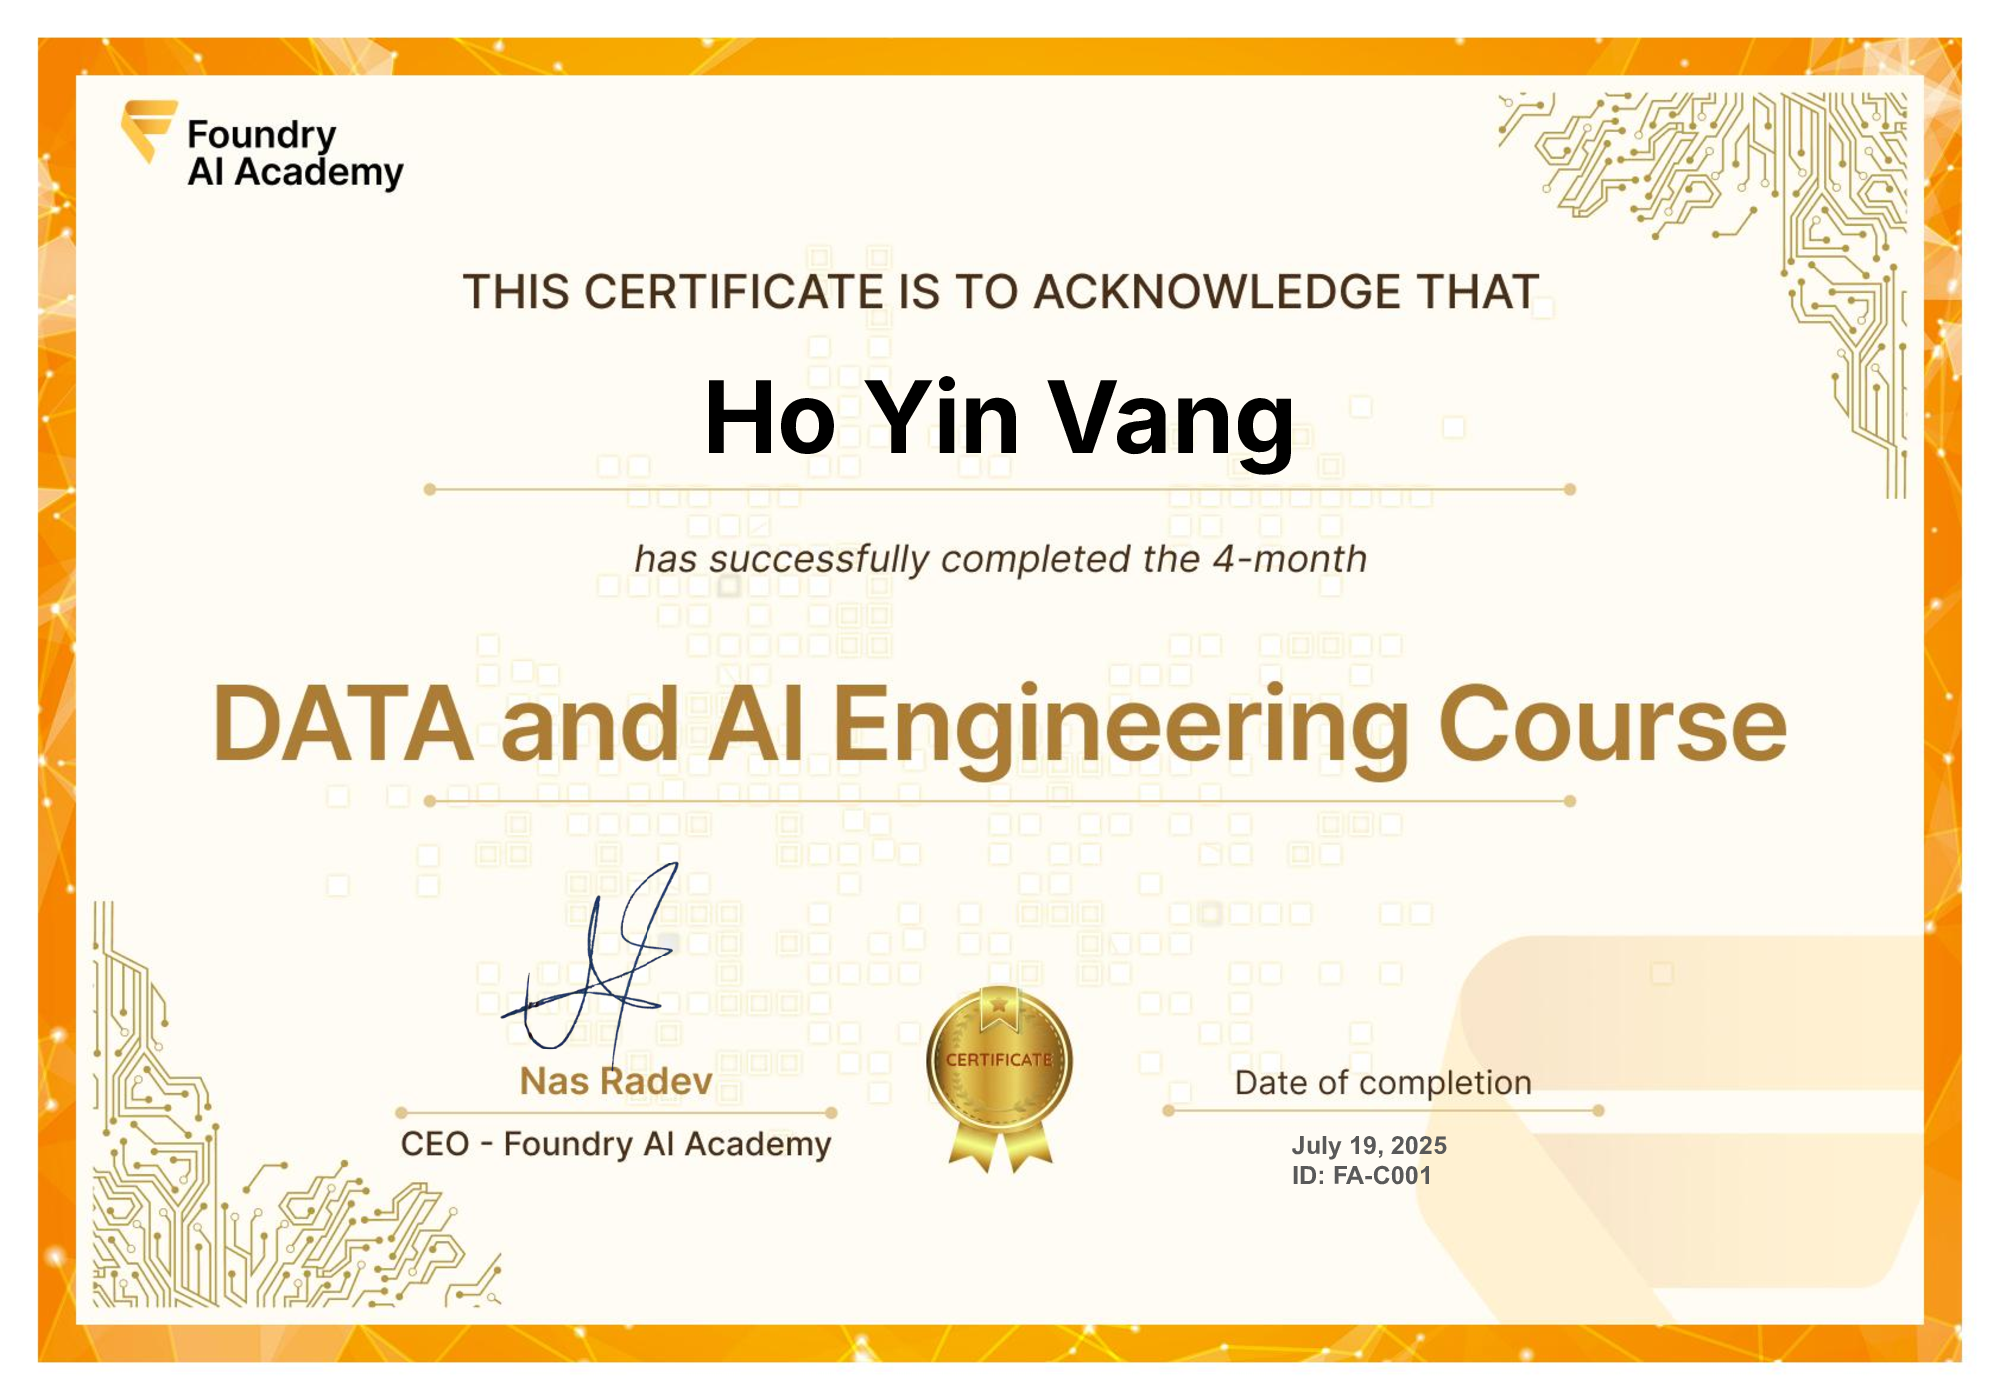 Foundry
AI Academy
THIS CERTIFICATE IS TO ACKNOWLEDGE THAT
Ho Yin Vang
has successfully completed the 4-month
DATA and AI Engineering Course
Nas Radev
CEO - Foundry AI Academy
CERTIFICATE
Date of completion
July 19, 2025
ID: FA-C001